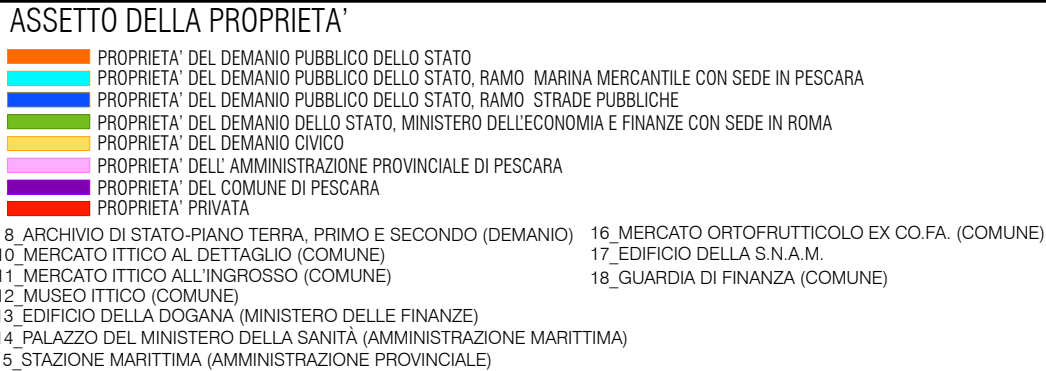 ASSETTO DELLA PROPRIETA'
PROPRIETA' DEL DEMANIO PUBBLICO DELLO STATO
PROPRIETA' DEL DEMANIO PUBBLICO DELLO STATO, RAMO MARINA MERCANTILE CON SEDE IN PESCARA
PROPRIETA' DEL DEMANIO PUBBLICO DELLO STATO, RAMO STRADE PUBBLICHE
PROPRIETA' DEL DEMANIO DELLO STATO, MINISTERO DELL'ECONOMIA E FINANZE CON SEDE IN ROMA
PROPRIETA' DEL DEMANIO CIVICO
PROPRIETA' DELL' AMMINISTRAZIONE PROVINCIALE DI PESCARA
PROPRIETA' DEL COMUNE DI PESCARA
PROPRIETA' PRIVATA
8_ARCHIVIO DI STATO-PIANO TERRA, PRIMO E SECONDO (DEMANIO)
10_MERCATO ITTICO AL DETTAGLIO (COMUNE)
11_MERCATO ITTICO ALL'INGROSSO (COMUNE)
12_MUSEO ITTICO (COMUNE)
13_EDIFICIO DELLA DOGANA (MINISTERO DELLE FINANZE)
14_PALAZZO DEL MINISTERO DELLA SANITÀ (AMMINISTRAZIONE MARITTIMA)
15_STAZIONE MARITTIMA (AMMINISTRAZIONE PROVINCIALE)
16_MERCATO ORTOFRUTTICOLO EX CO.FA. (COMUNE)
17_EDIFICIO DELLA S.N.A.M.
18_GUARDIA DI FINANZA (COMUNE)